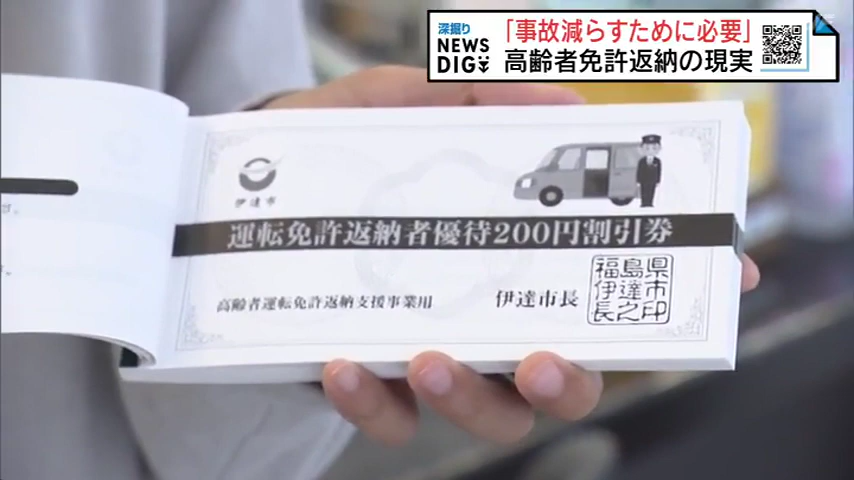 深掘り
NEWS
DIG
「事故減らすために必要」
高齢者免許返納の現実
伊達市
運転免許返納者優待200円割引券
高齢者運転免許返納支援事業用
伊達市長
福島県
伊達市
長之印
す。